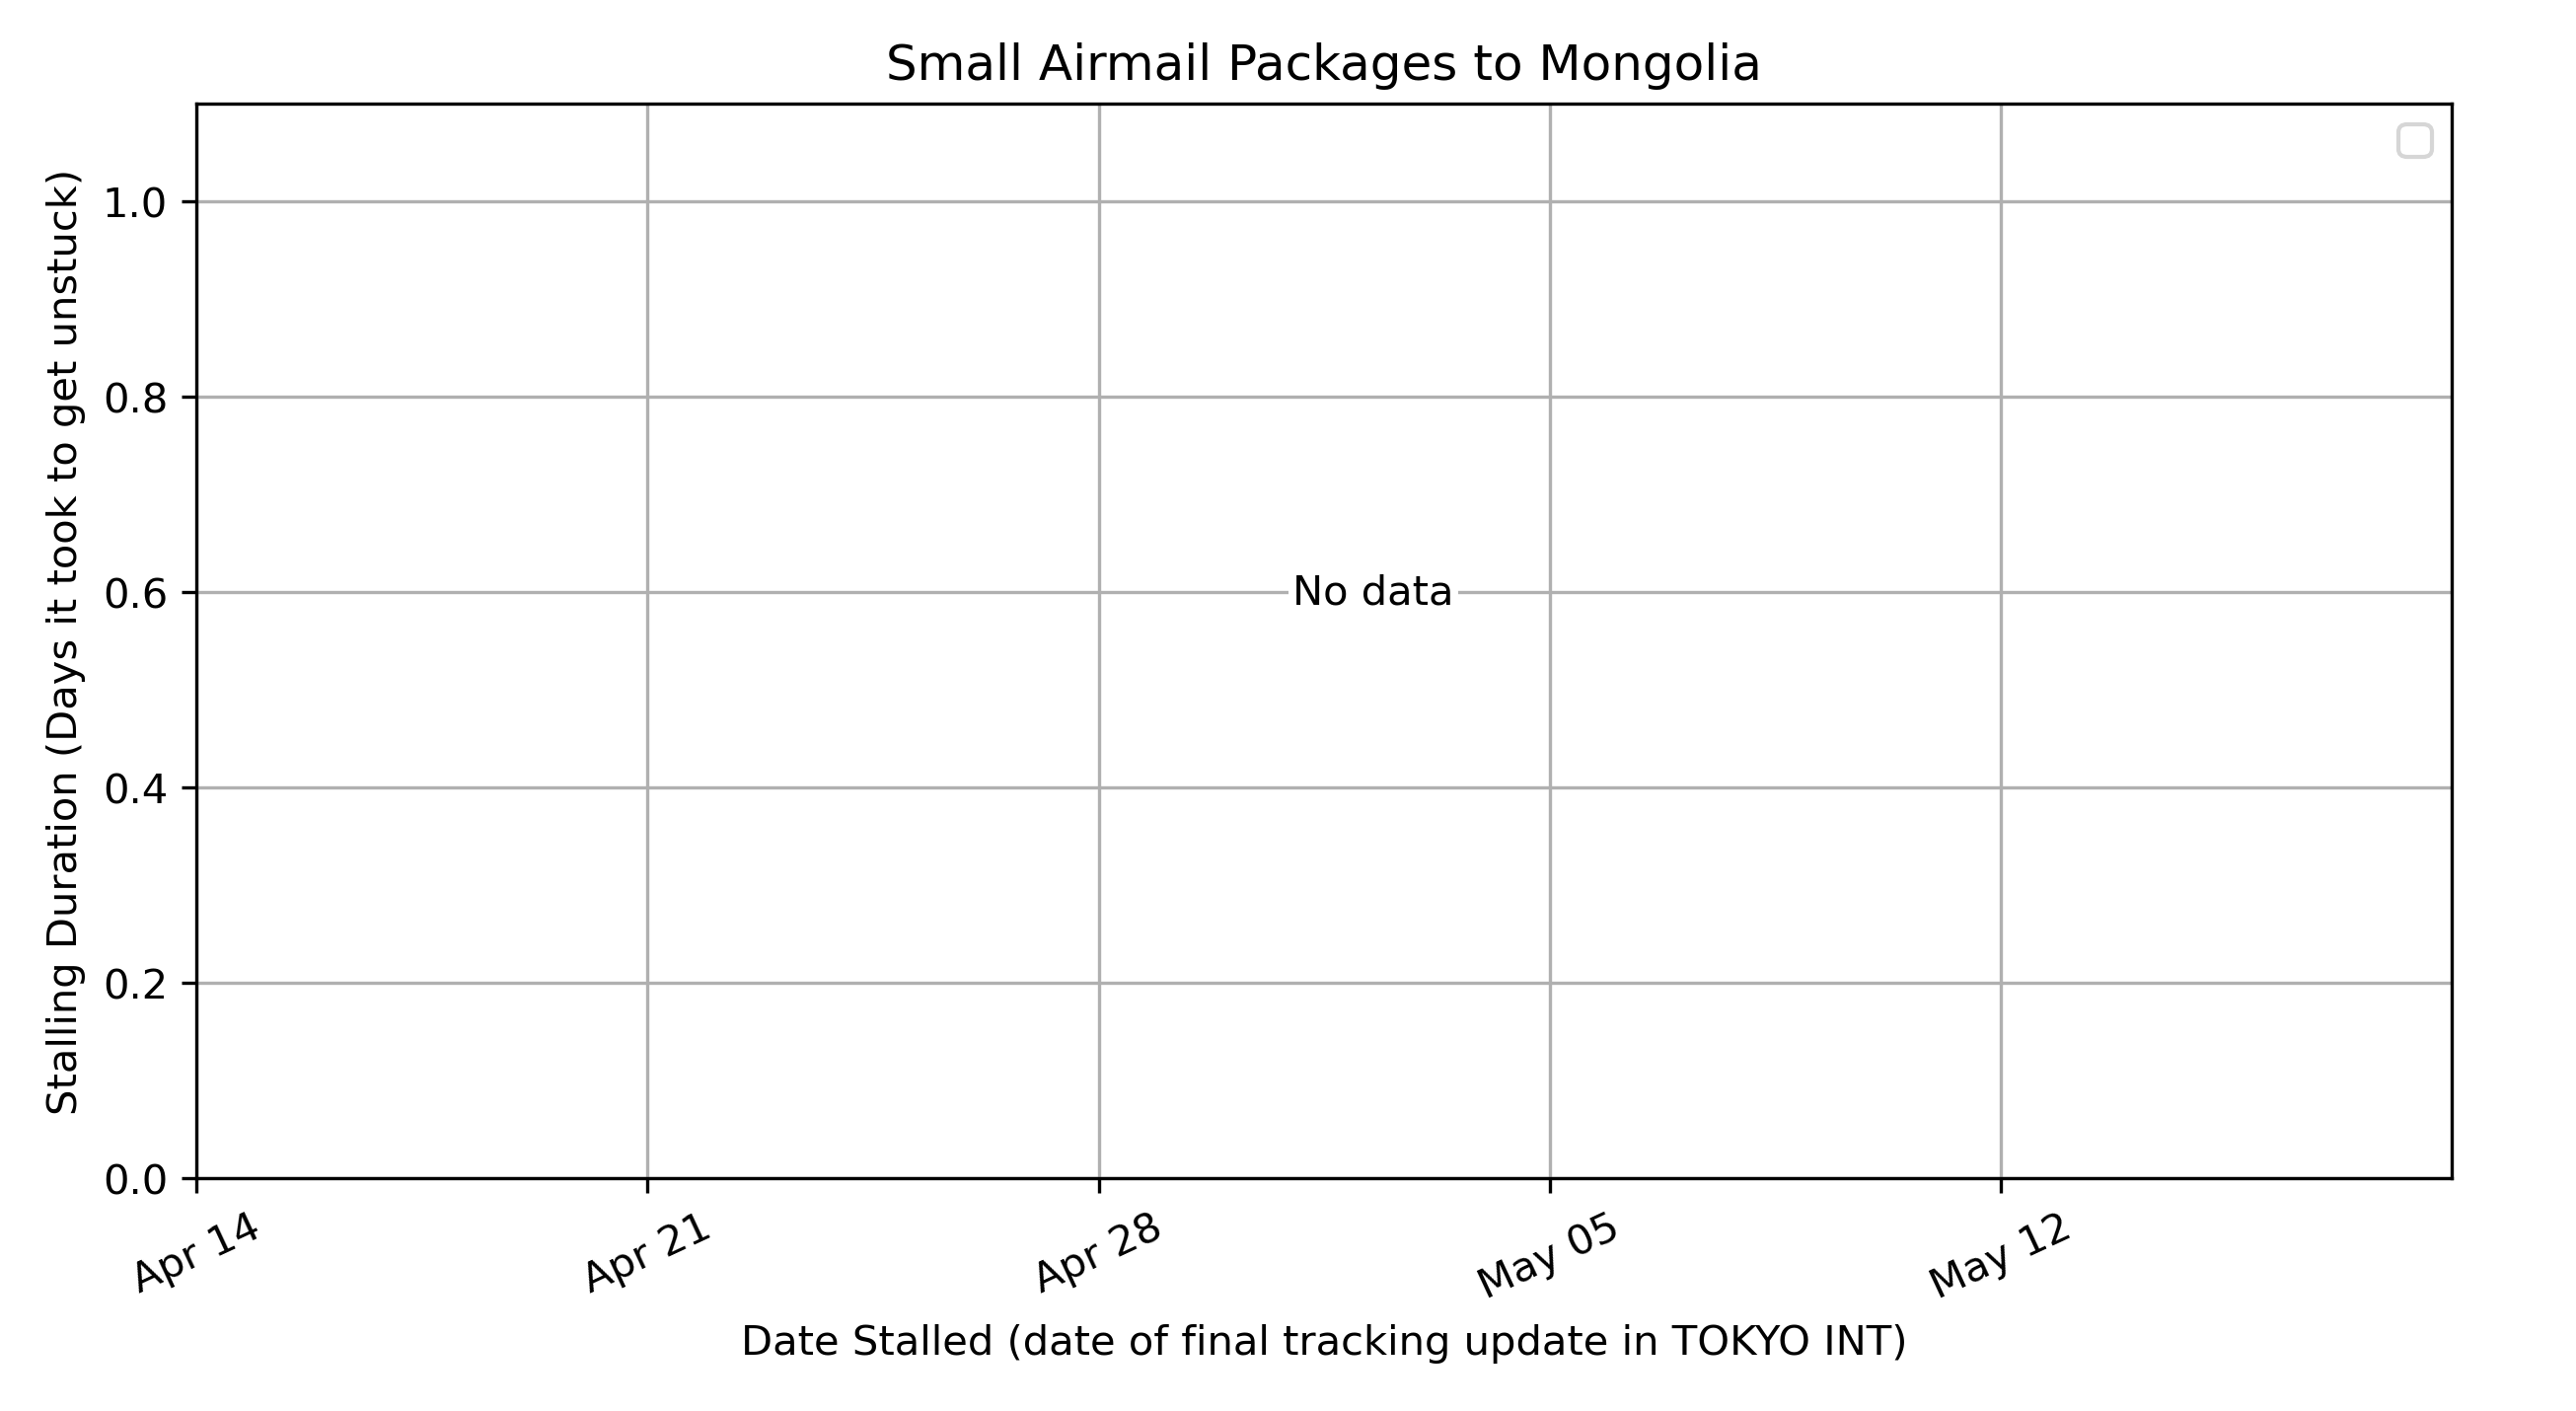 Small Airmail Packages to Mongolia
Stalling Duration (Days it took to get unstuck)
1.0
0.8
0.6
0.4
0.2
0.0
No data
Apr 14
Apr 21
Apr 28
May 05
May 12
Date Stalled (date of final tracking update in TOKYO INT)